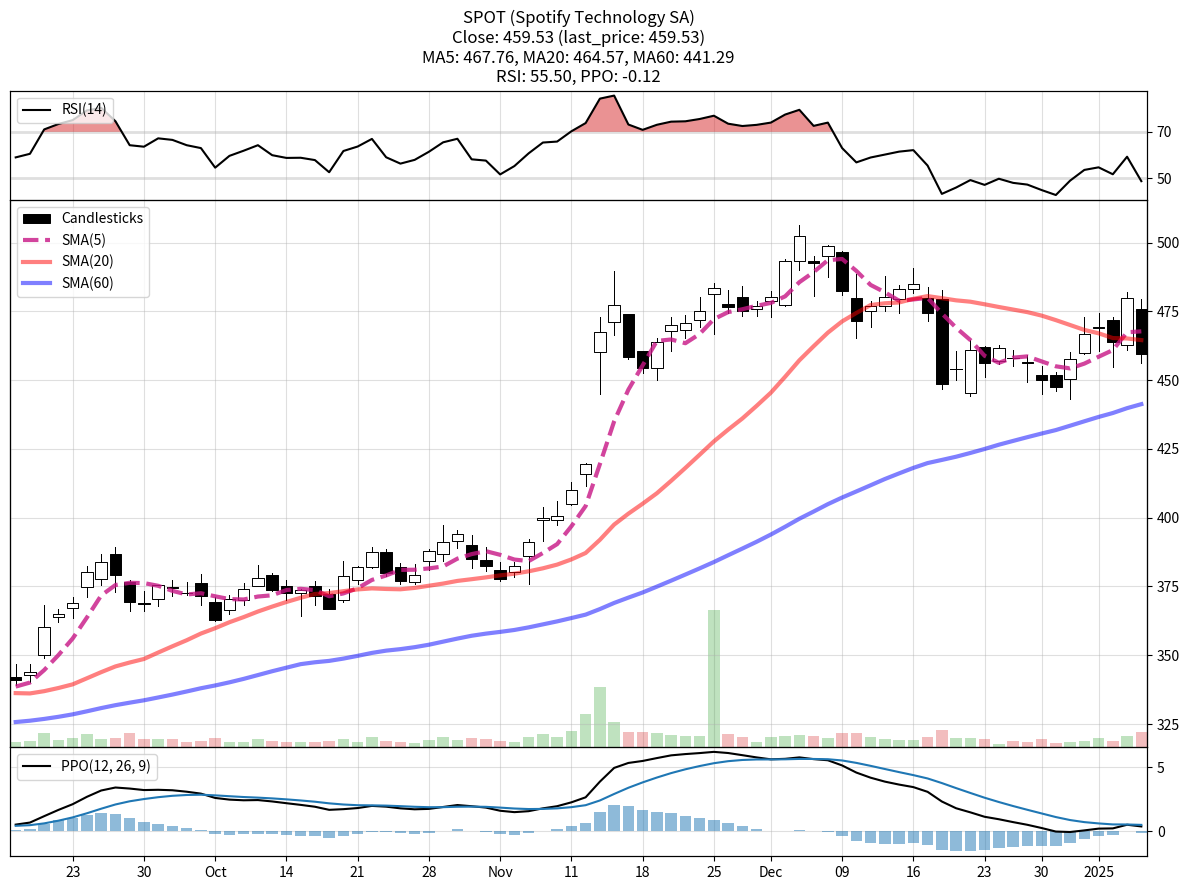 SPOT (Spotify Technology SA)
Close: 459.53 (last_price: 459.53)
MA5: 467.76, MA20: 464.57, MA60: 441.29
RSI: 55.50, PPO: -0.12
RSI(14)
70
50
Candlesticks
SMA(5)
SMA(20)
SMA(60)
500
475
450
425
400
375
350
325
PPO(12, 26, 9)
5
0
23 30 Oct 14 21 28 Nov 11 18 25 Dec 09 16 23 30 2025